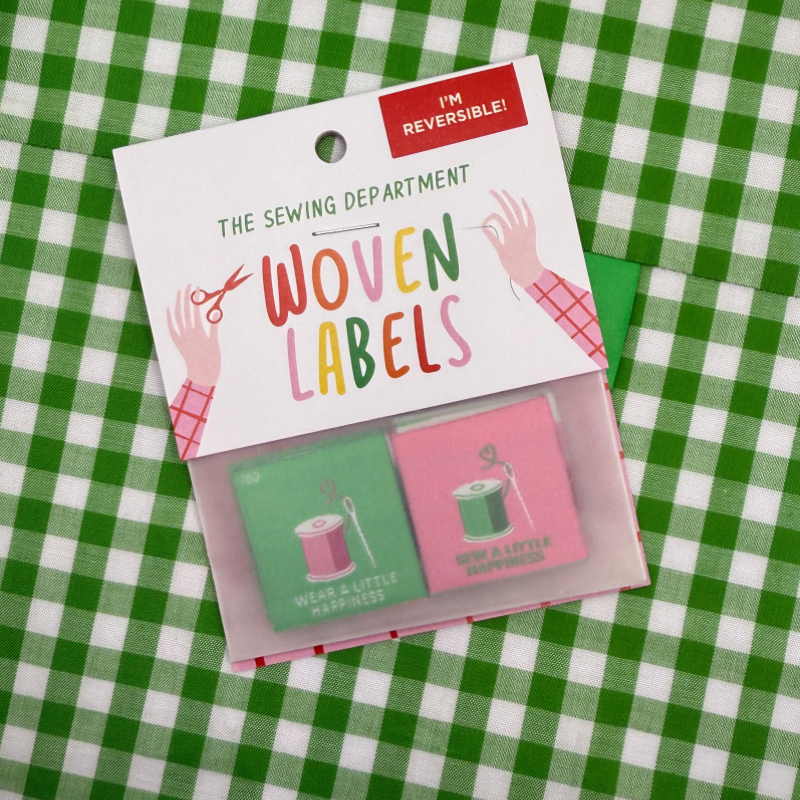 I'M
REVERSIBLE!
THE SEWING DEPARTMENT
WOVEN
LABELS
WEAR A LITTLE
HAPPINESS
SEW A LITTLE
HAPPINESS